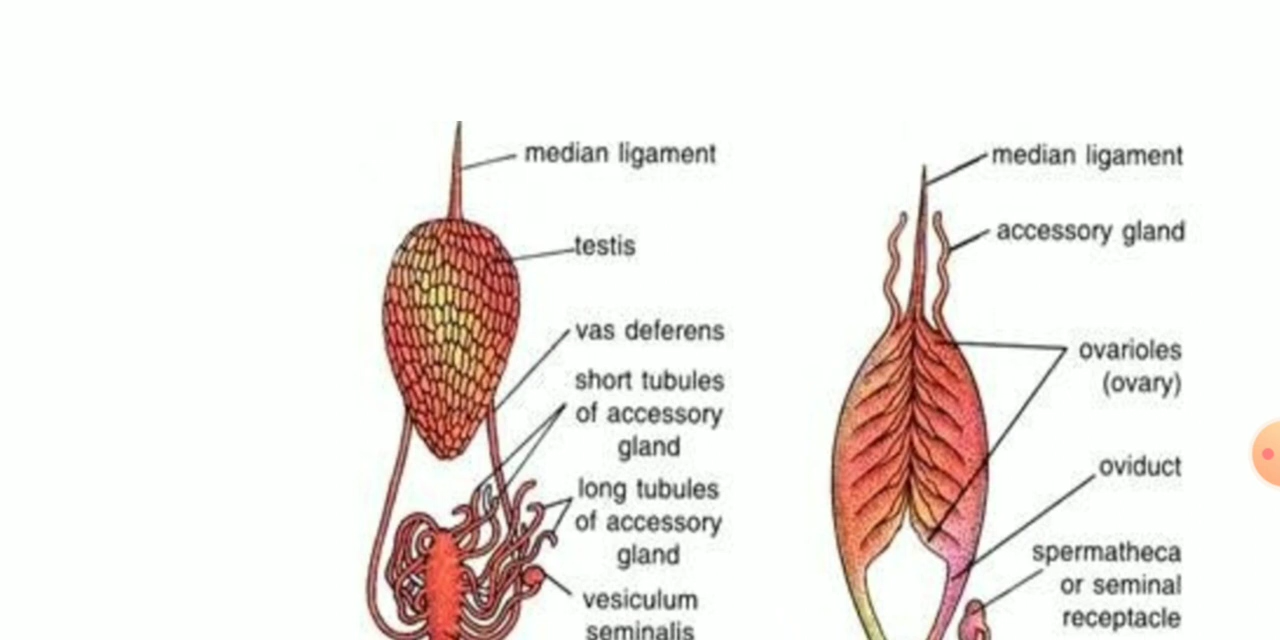 median ligament
testis
vas deferens
short tubules
of accessory
gland
long tubules
of accessory
gland
vesiculum
seminalis
median ligament
accessory gland
ovarioles
(ovary)
oviduct
spermatheca
or seminal
receptacle